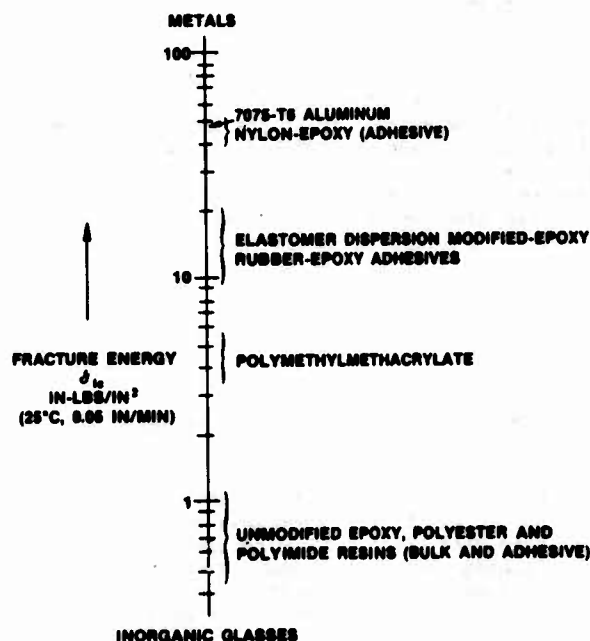 METALS
100
7075-T6 ALUMINUM
NYLON-EPOXY (ADHESIVE)
ELASTOMER DISPERSION MODIFIED-EPOXY
RUBBER-EPOXY ADHESIVES
10
FRACTURE ENERGY
𝒥Ic
IN-LBS/IN²
(25°C, 0.05 IN/MIN)
POLYMETHYLMETHACRYLATE
1
UNMODIFIED EPOXY, POLYESTER AND
POLYIMIDE RESINS (BULK AND ADHESIVE)
INORGANIC GLASSES